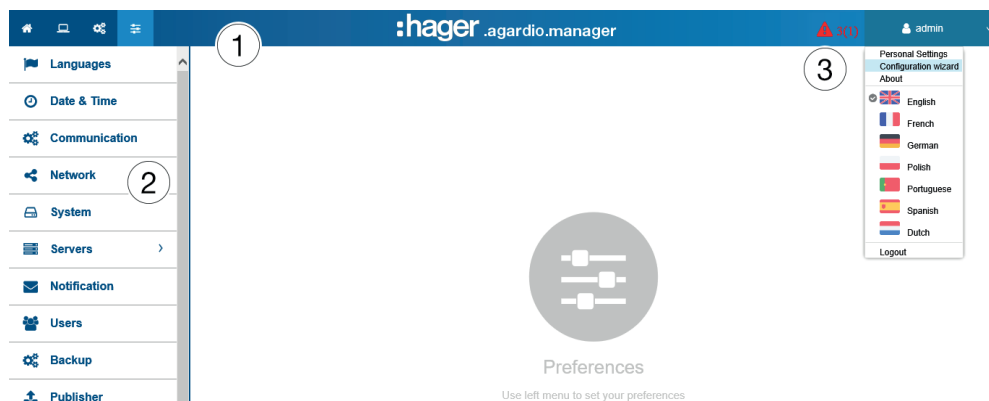 :hager .agardio.manager
1(1)
admin
1
2
3
Languages
Date & Time
Communication
Network
System
Servers
Notification
Users
Backup
Publisher
Personal Settings
Configuration wizard
About
English
French
German
Polish
Portuguese
Spanish
Dutch
Logout
Preferences
Use left menu to set your preferences